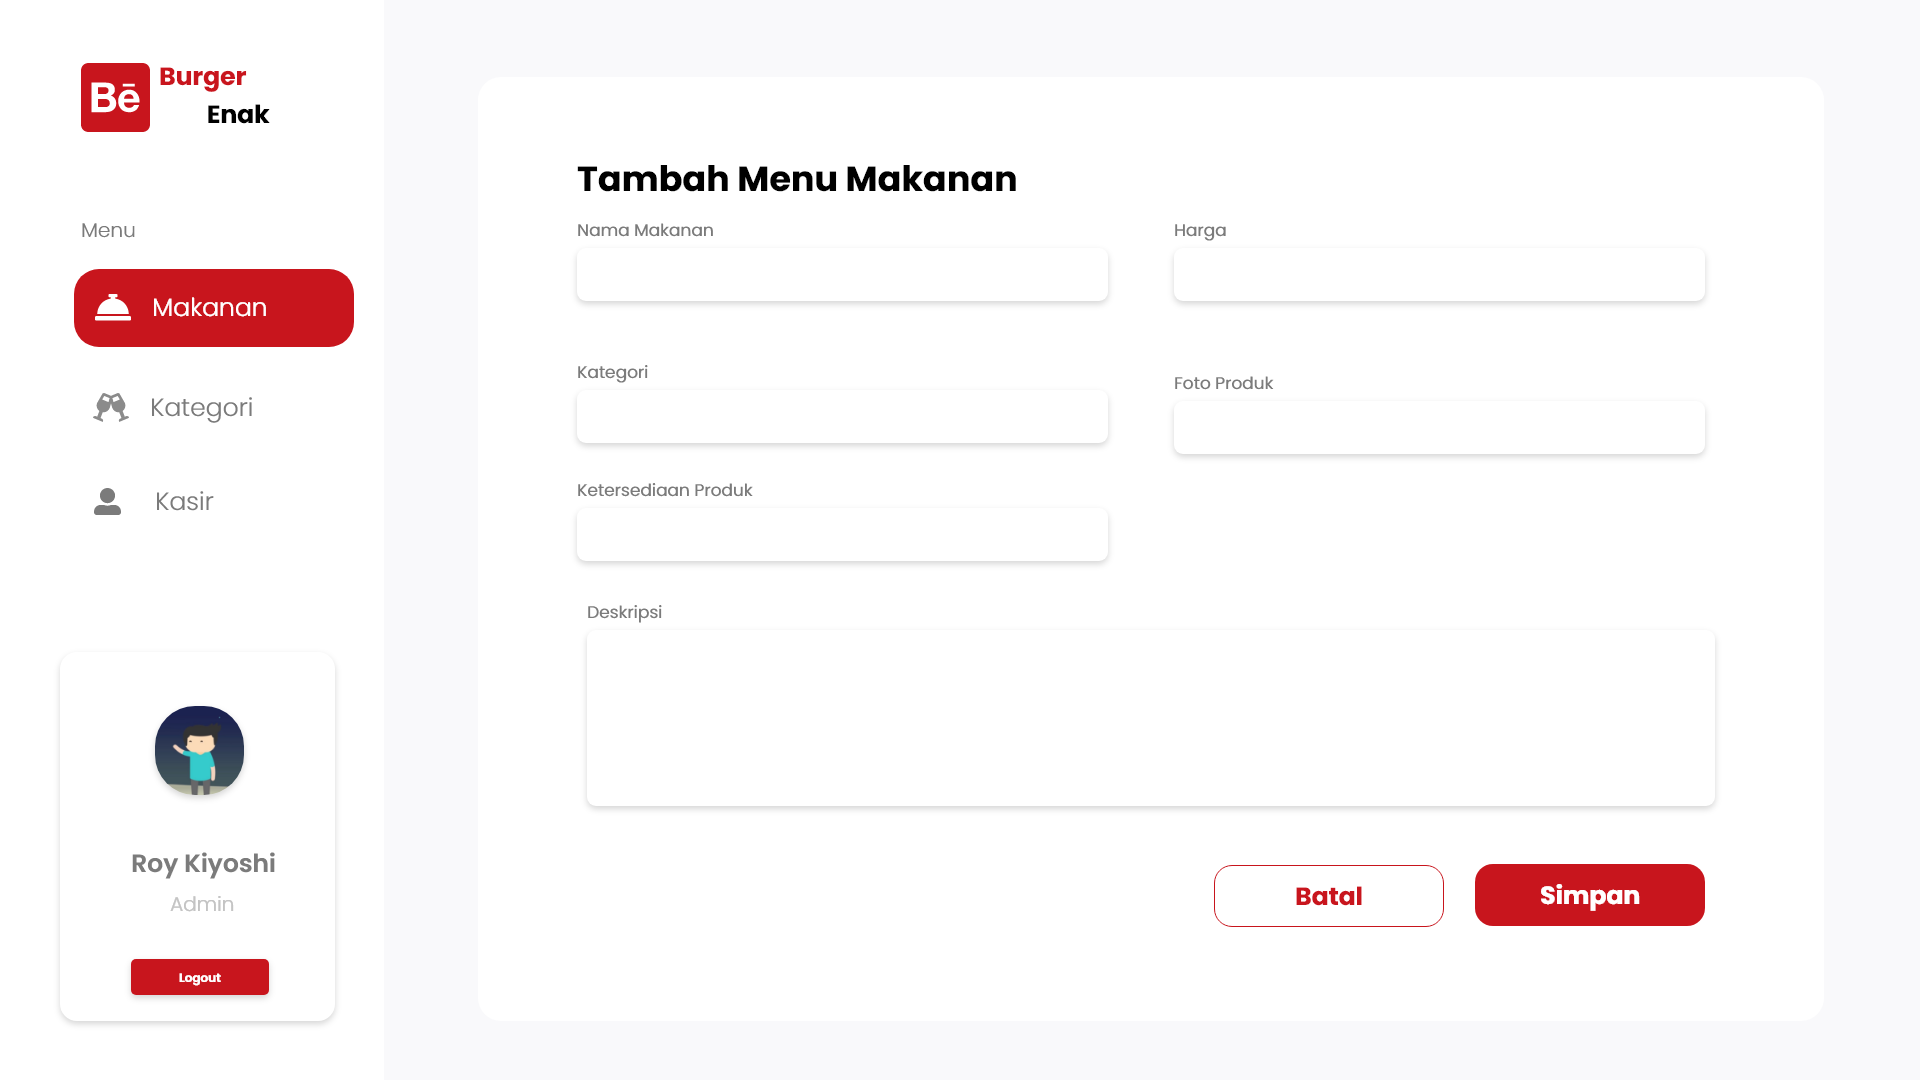 Bē
Burger
Enak
Menu
Makanan
Kategori
Kasir
Roy Kiyoshi
Admin
Logout
Tambah Menu Makanan
Nama Makanan
Harga
Kategori
Foto Produk
Ketersediaan Produk
Deskripsi
Batal
Simpan